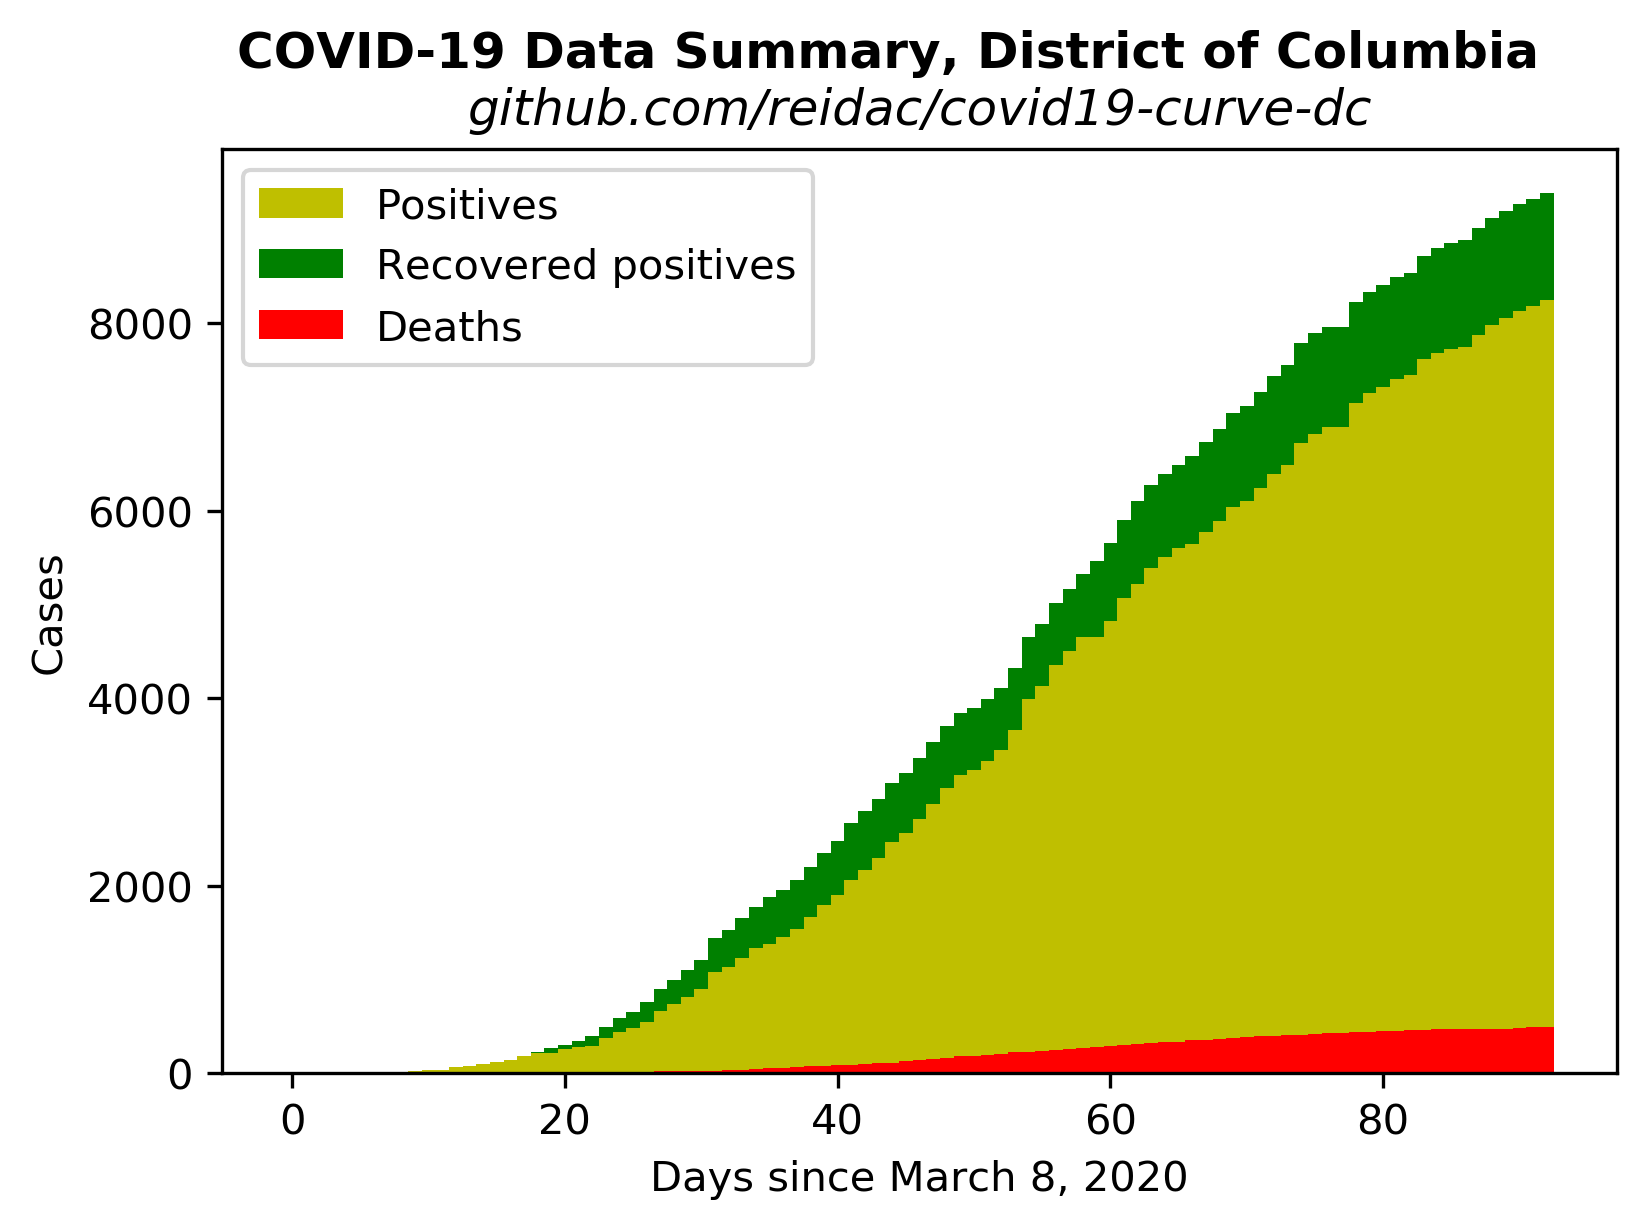 COVID-19 Data Summary, District of Columbia
github.com/reidac/covid19-curve-dc
Positives
Recovered positives
Deaths
8000
6000
4000
2000
0
Cases
0 20 40 60 80
Days since March 8, 2020